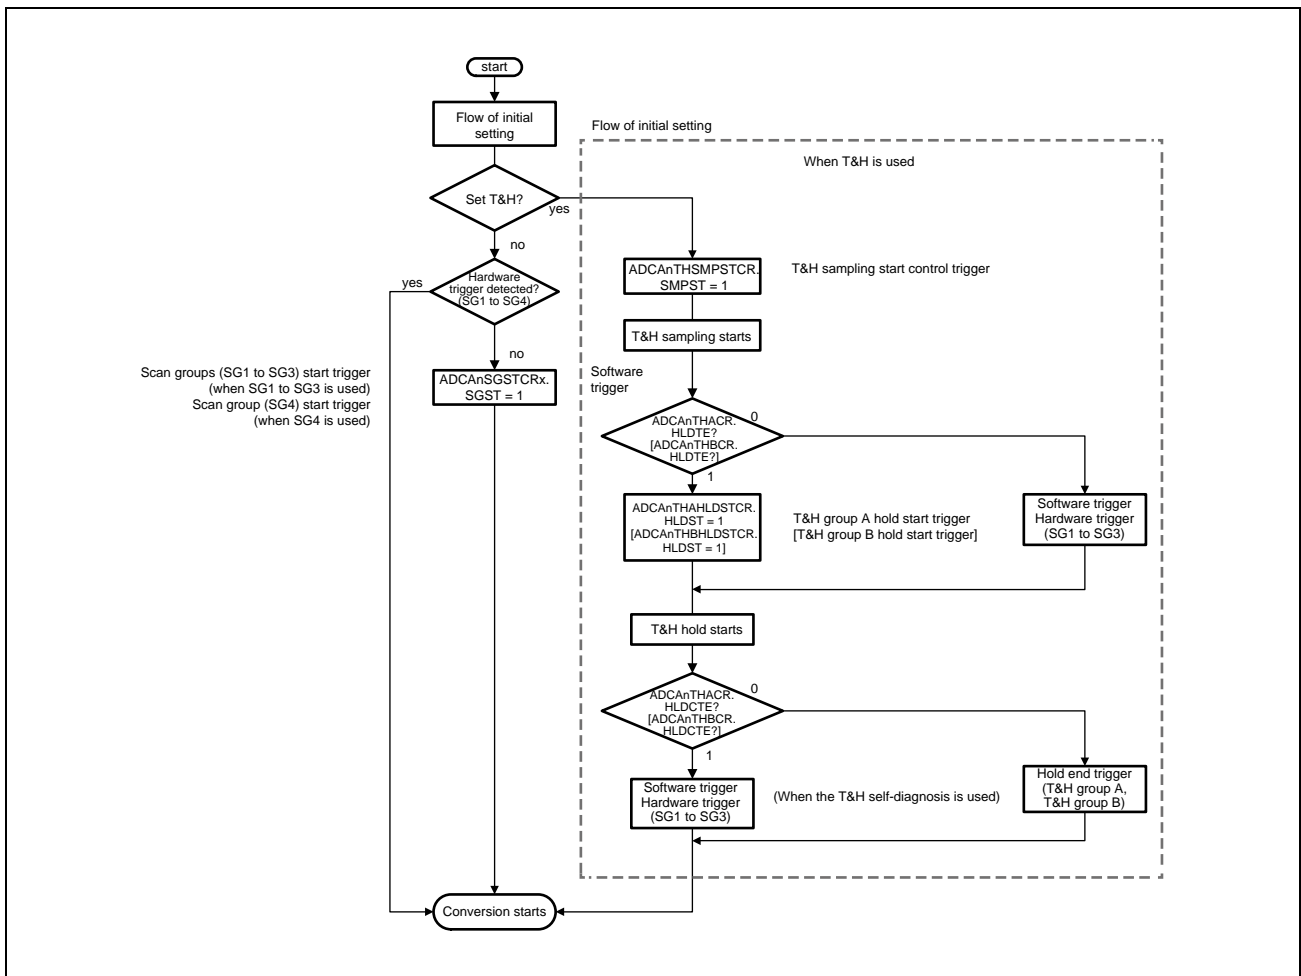 start
Flow of initial
setting
Flow of initial setting
When T&H is used
Set T&H?
yes
no
Hardware
trigger detected?
(SG1 to SG4)
yes
no
ADCAnTHSMPSTCR.
SMPST = 1
T&H sampling start control trigger
T&H sampling starts
Scan groups (SG1 to SG3) start trigger
(when SG1 to SG3 is used)
Scan group (SG4) start trigger
(when SG4 is used)
ADCAnSGSTCRx.
SGST = 1
Software
trigger
ADCAnTHACR.
HLDTE?
[ADCAnTHBCR.
HLDTE?]
0
1
ADCAnTHAHLDSTCR.
HLDST = 1
[ADCAnTHBHLDSTCR.
HLDST = 1]
T&H group A hold start trigger
[T&H group B hold start trigger]
Software trigger
Hardware trigger
(SG1 to SG3)
T&H hold starts
ADCAnTHACR.
HLDCTE?
[ADCAnTHBCR.
HLDCTE?]
0
1
Software trigger
Hardware trigger
(SG1 to SG3)
(When the T&H self-diagnosis is used)
Hold end trigger
(T&H group A,
T&H group B)
Conversion starts